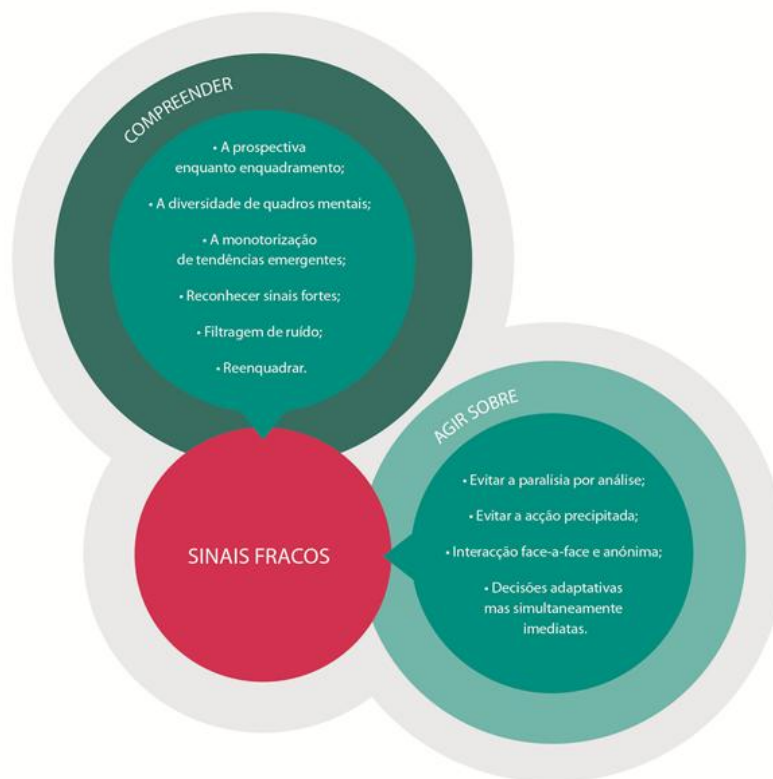 COMPREENDER
• A prospectiva
enquanto enquadramento;
• A diversidade de quadros mentais;
• A monotorização
de tendências emergentes;
• Reconhecer sinais fortes;
• Filtragem de ruído;
• Reenquadrar.
AGIR SOBRE
• Evitar a paralisia por análise;
• Evitar a acção precipitada;
• Interacção face-a-face e anónima;
• Decisões adaptativas
mas simultaneamente
imediatas.
SINAIS FRACOS